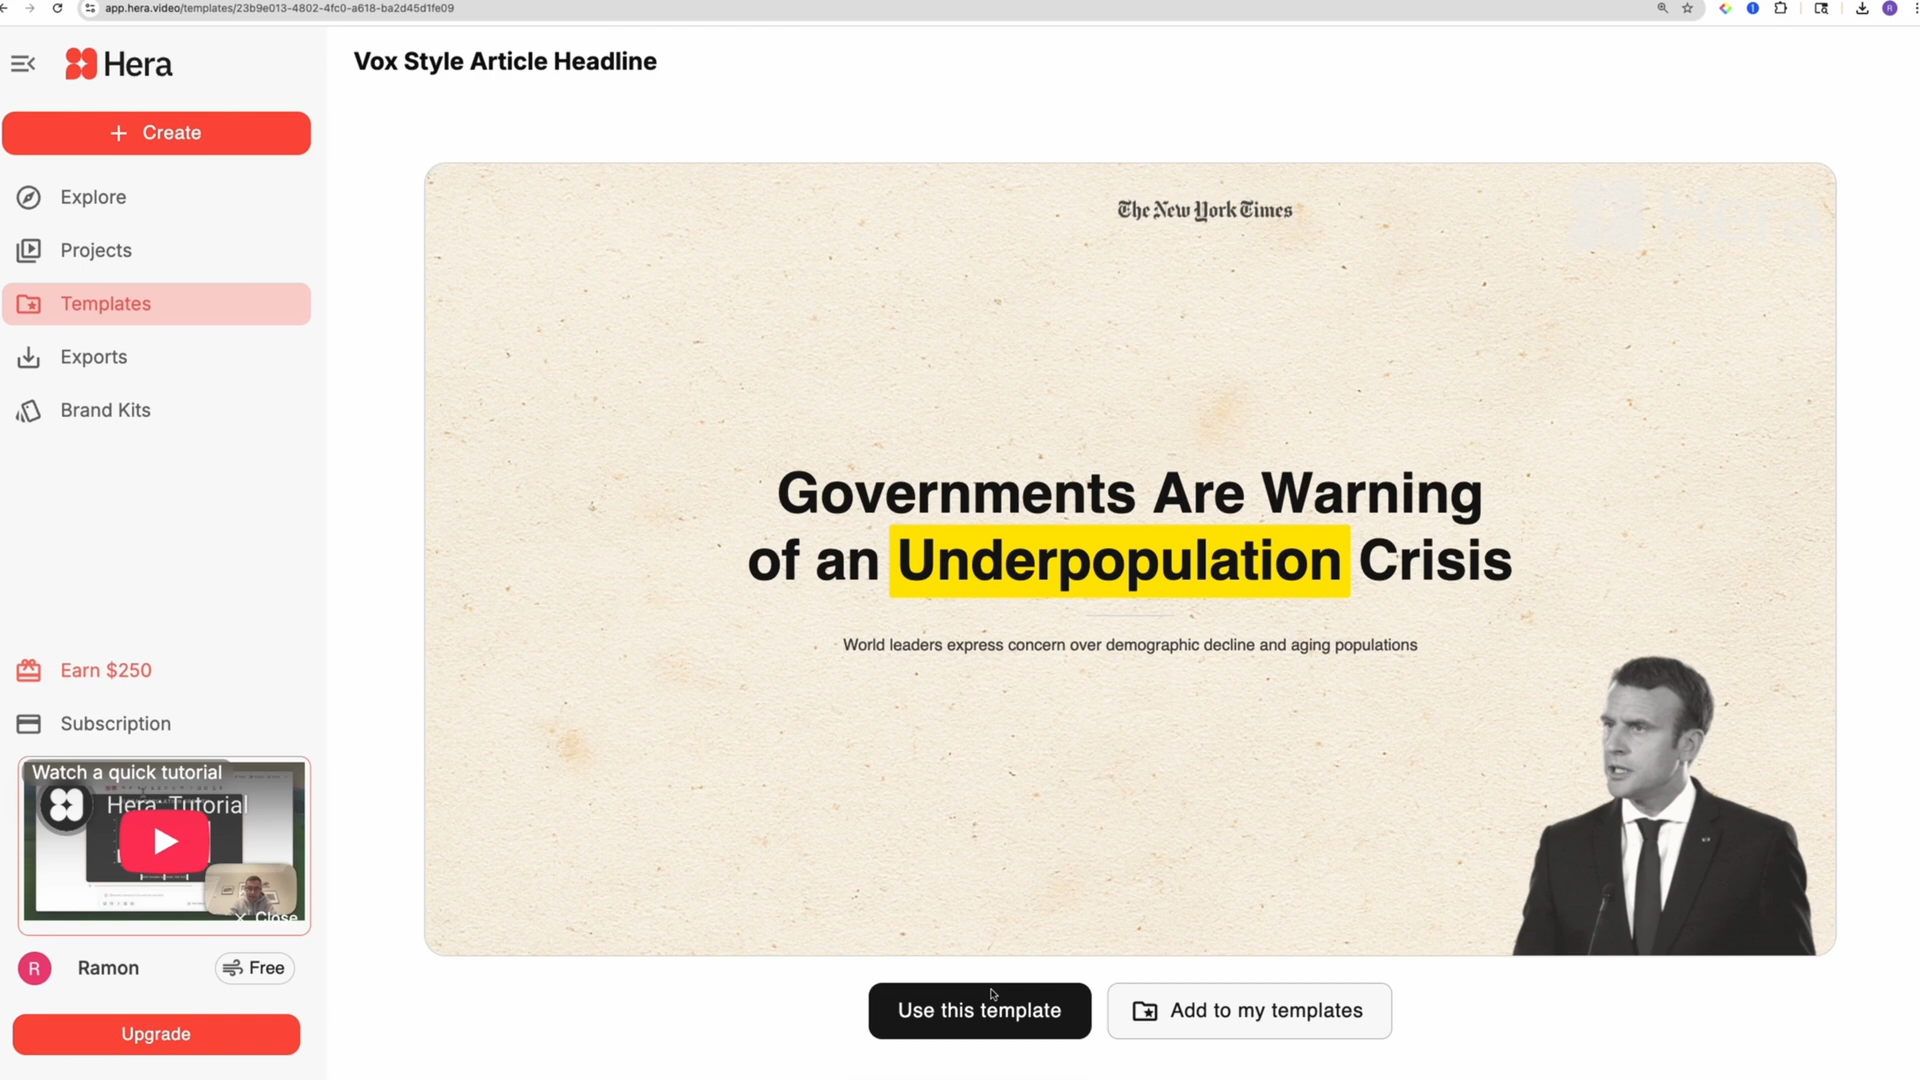 app.hera.video/templates/23b9e013-4802-4fc0-a618-ba2d45d1fe09
Hera
Vox Style Article Headline
+ Create
Explore
Projects
Templates
Exports
Brand Kits
The New York Times
Hera
Governments Are Warning
of an Underpopulation Crisis
World leaders express concern over demographic decline and aging populations
Earn $250
Subscription
Watch a quick tutorial
Hera: Tutorial
Close
R
Ramon
Free
Upgrade
Use this template
Add to my templates